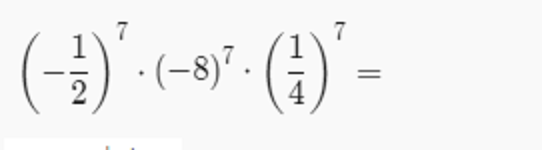 (-1/2)^7 · (-8)^7 · (1/4)^7 =